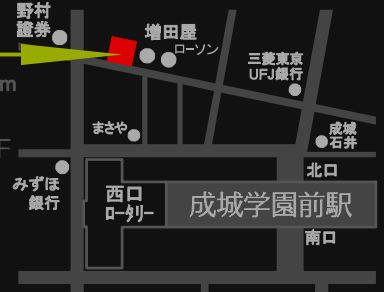 野村
證券
増田屋
ローソン
三菱東京
UFJ銀行
m
まさや
成城
石井
F
みずほ
銀行
西口
ロータリー
成城学園前駅
北口
南口